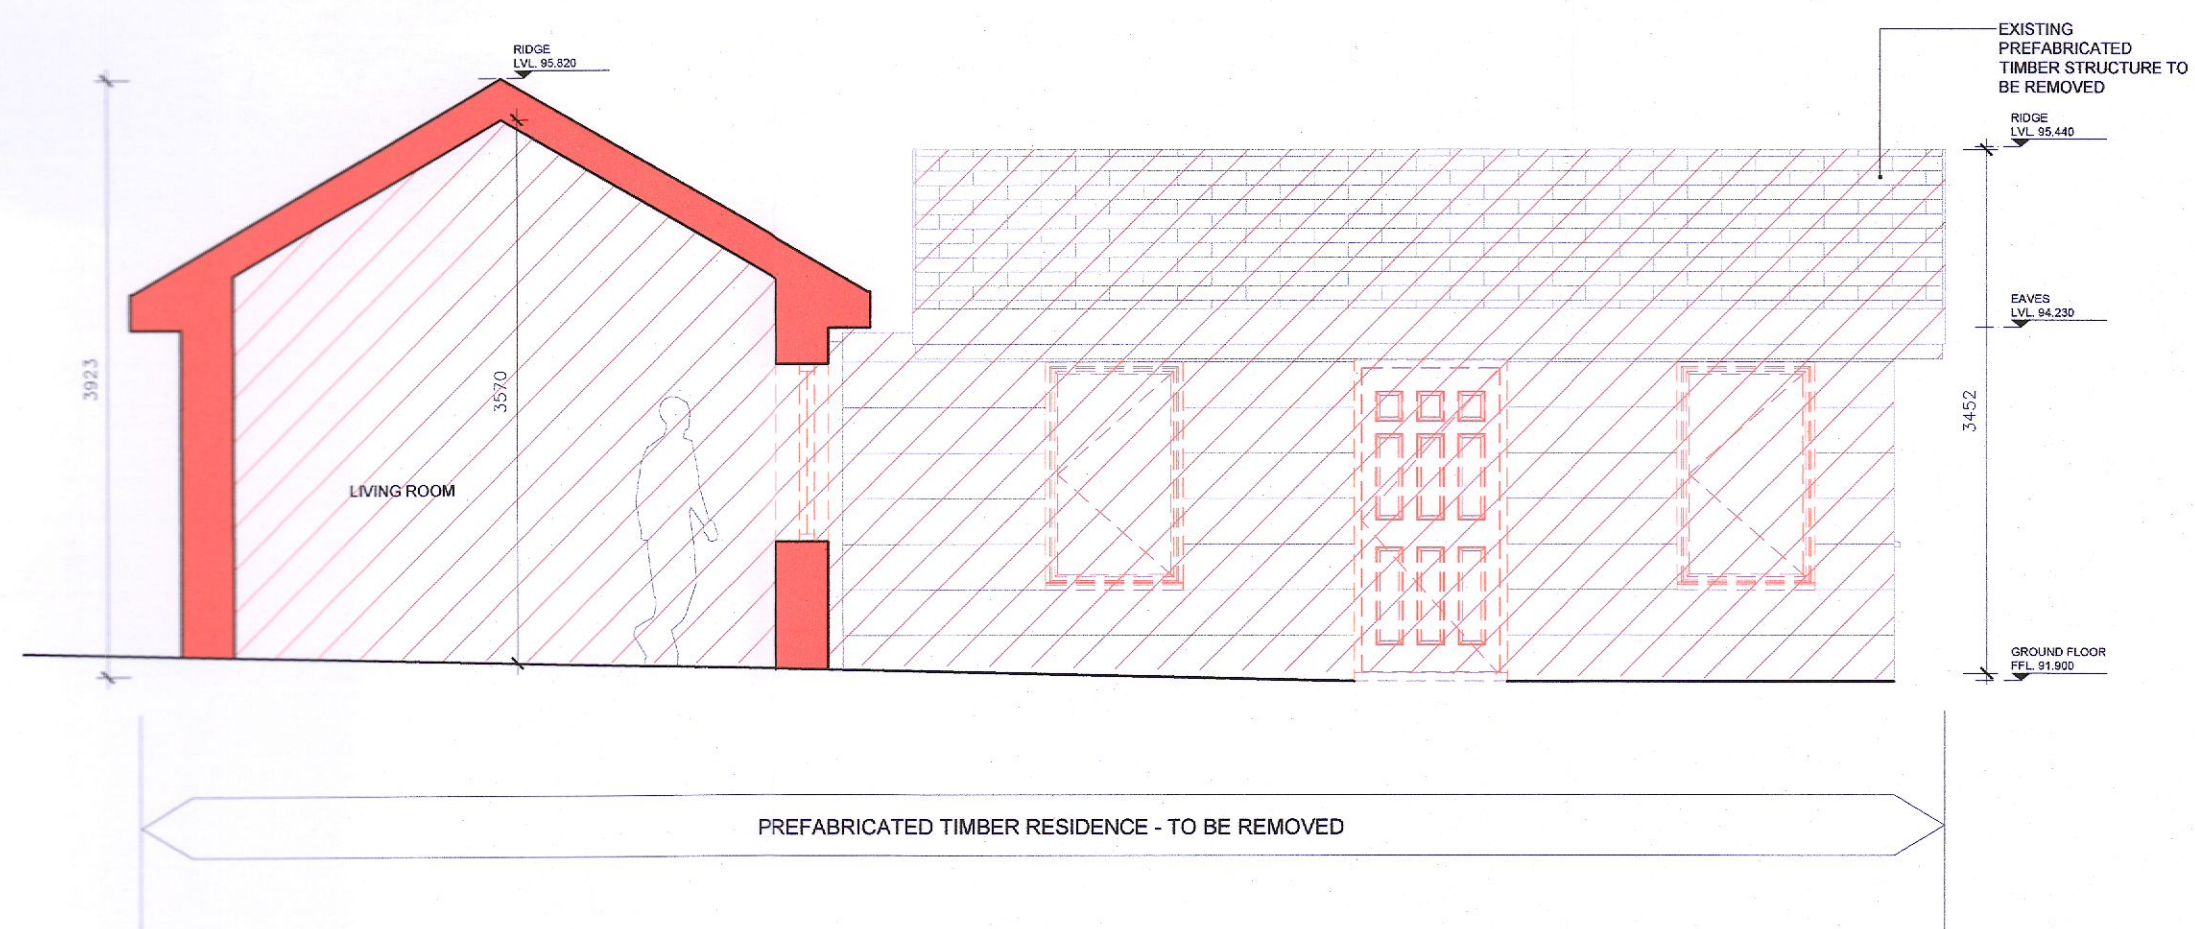 EXISTING
PREFABRICATED
TIMBER STRUCTURE TO
BE REMOVED
RIDGE
LVL. 95.820
RIDGE
LVL. 95.440
EAVES
LVL. 94.230
3923
3570
3452
LIVING ROOM
GROUND FLOOR
FFL. 91.900
PREFABRICATED TIMBER RESIDENCE - TO BE REMOVED